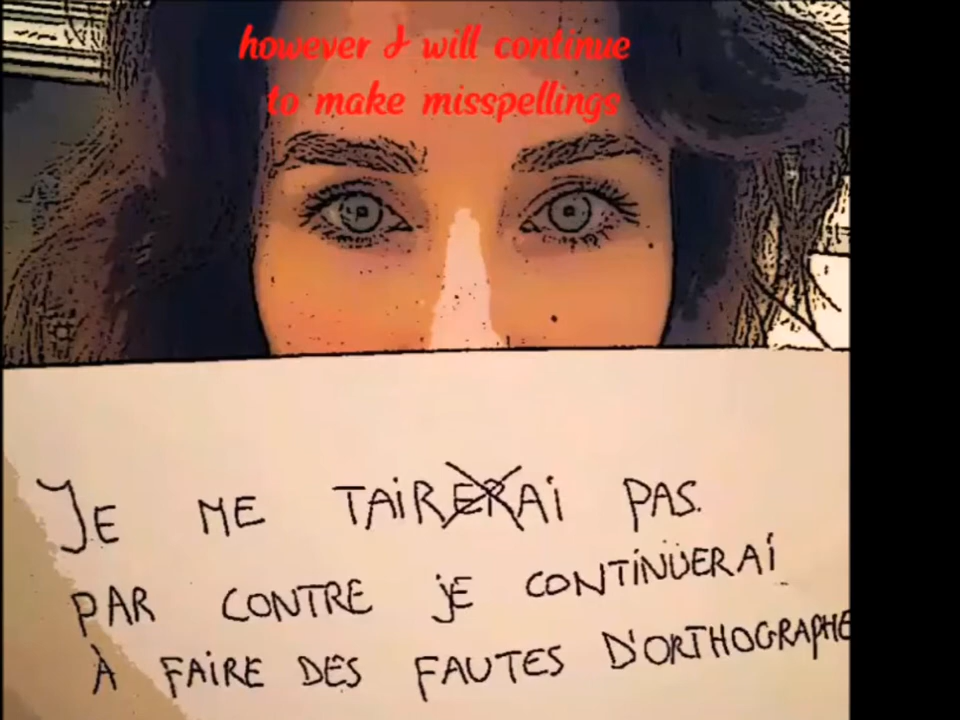 however I will continue
to make misspellings
JE ME TAIRERAI PAS.
PAR CONTRE JE CONTINUERAI
À FAIRE DES FAUTES D'ORTHOGRAPHE